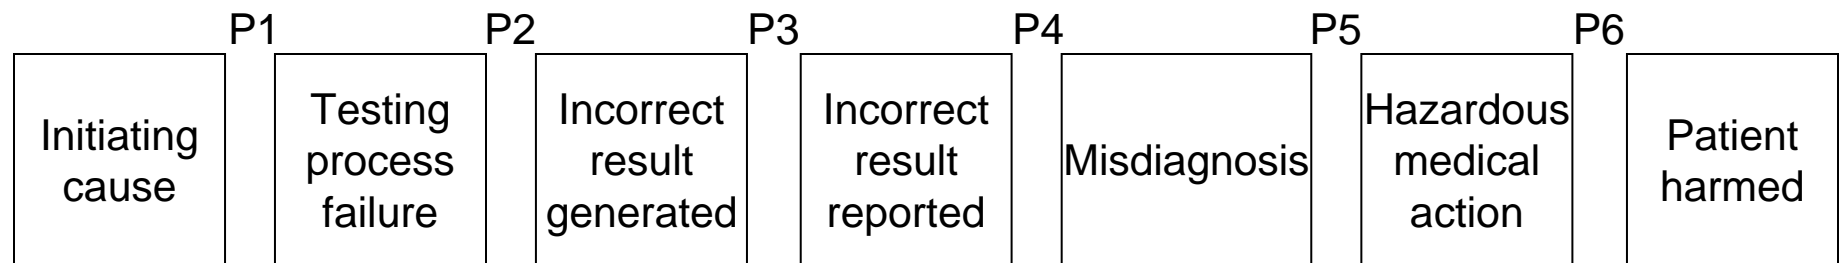 P1 P2 P3 P4 P5 P6
Initiating
cause
Testing
process
failure
Incorrect
result
generated
Incorrect
result
reported
Misdiagnosis
Hazardous
medical
action
Patient
harmed